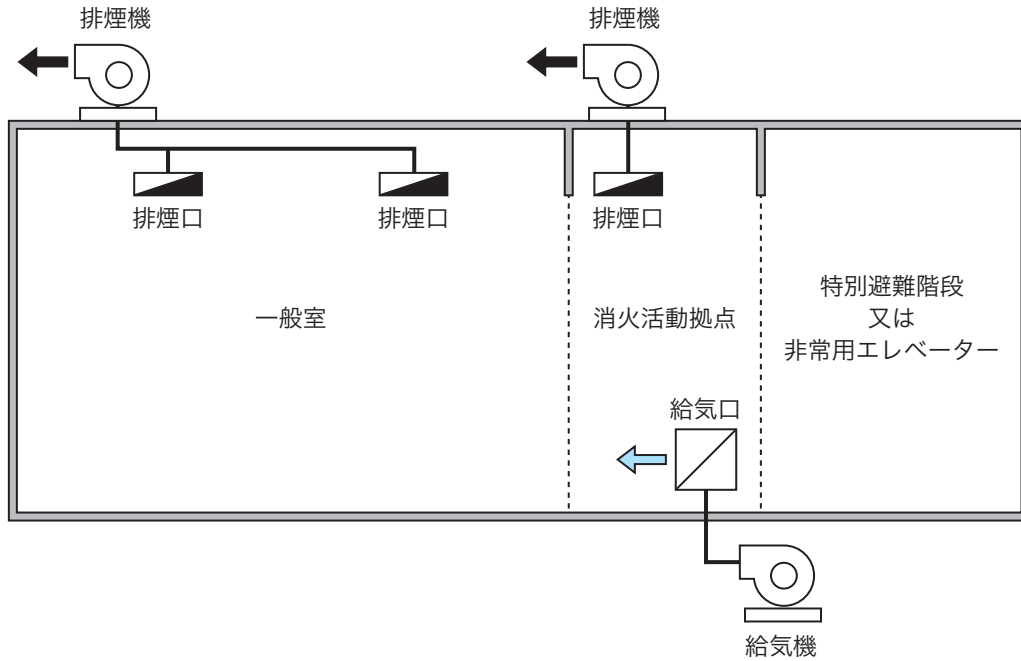 排煙機
排煙機
排煙口
排煙口
排煙口
一般室
消火活動拠点
特別避難階段
又は
非常用エレベーター
給気口
給気機